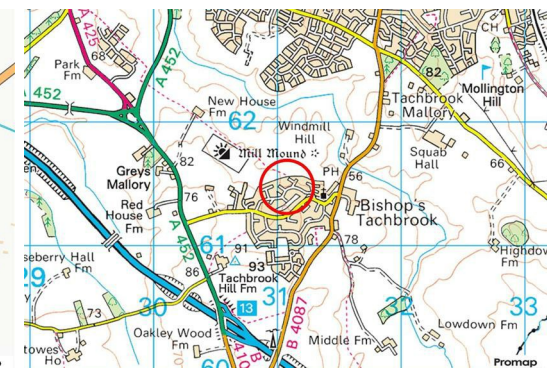 A 425
68
Park
Fm
A 452
452
CH
82
Mollington
Hill
New House
Fm
62
Windmill
Hill
Tachbrook
Mallory
Mill Mound
Squab
Hall
66
Greys
Mallory
82
PH
56
Red
House
Fm
76
Bishop's
Tachbrook
A 452
61
91
93
78
Highdow
Fm
seberry Hall
Fm
29
86
Tachbrook
Hill Fm
30
31
32
33
73
13
Oakley Wood
Fm
B 4087
Middle Fm
Lowdown Fm
towes
Ho
60
410
B
70
Promap